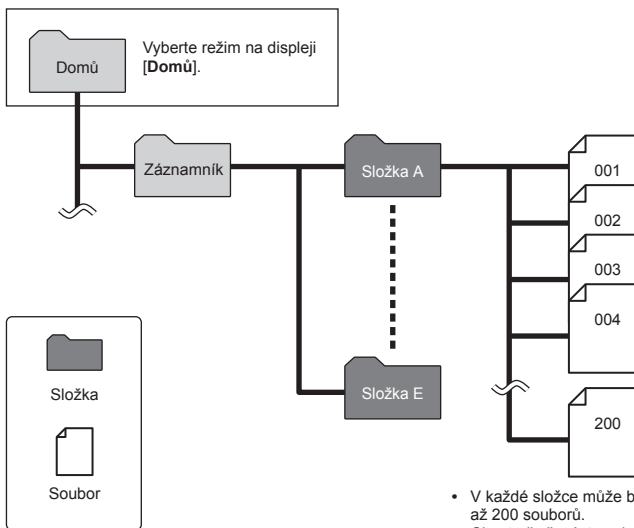 Domů
Vyberte režim na displeji
[Domů].
Záznamník
Složka A
001
002
003
004
Složka E
200
Složka
Soubor
• V každé složce může b
až 200 souborů.